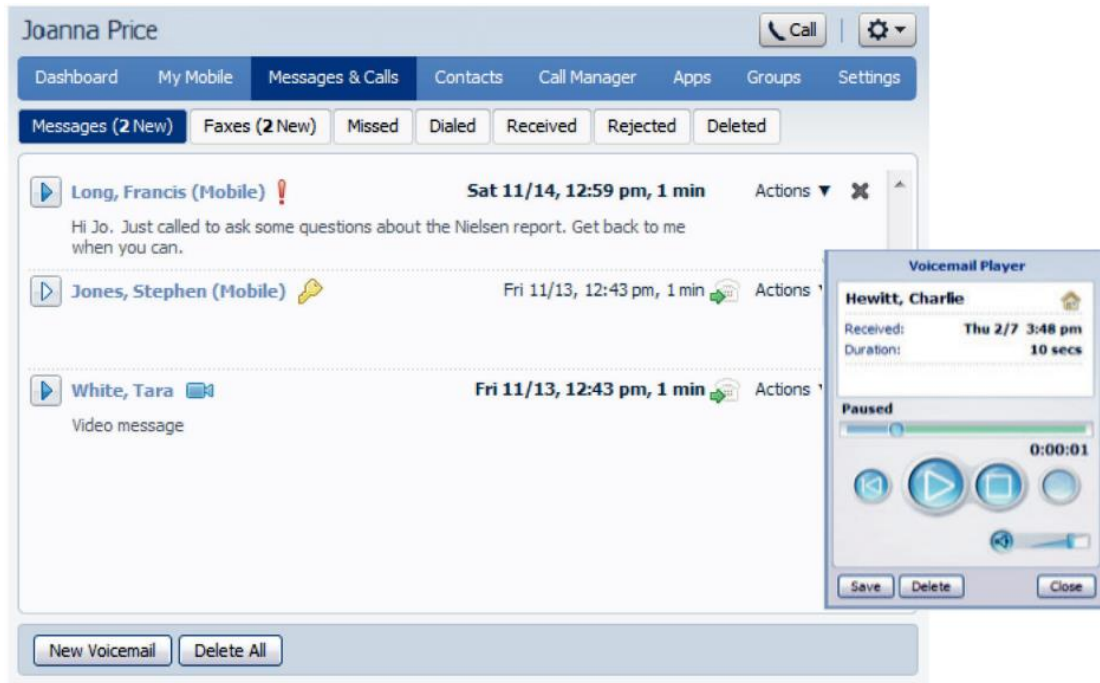 Joanna Price
Call
Dashboard My Mobile Messages & Calls Contacts Call Manager Apps Groups Settings
Messages (2 New) Faxes (2 New) Missed Dialed Received Rejected Deleted
Long, Francis (Mobile) Sat 11/14, 12:59 pm, 1 min Actions
Hi Jo. Just called to ask some questions about the Nielsen report. Get back to me
when you can.
Jones, Stephen (Mobile) Fri 11/13, 12:43 pm, 1 min Actions
White, Tara Fri 11/13, 12:43 pm, 1 min Actions
Video message
Voicemail Player
Hewitt, Charlie
Received: Thu 2/7 3:48 pm
Duration: 10 secs
Paused
0:00:01
Save Delete Close
New Voicemail Delete All